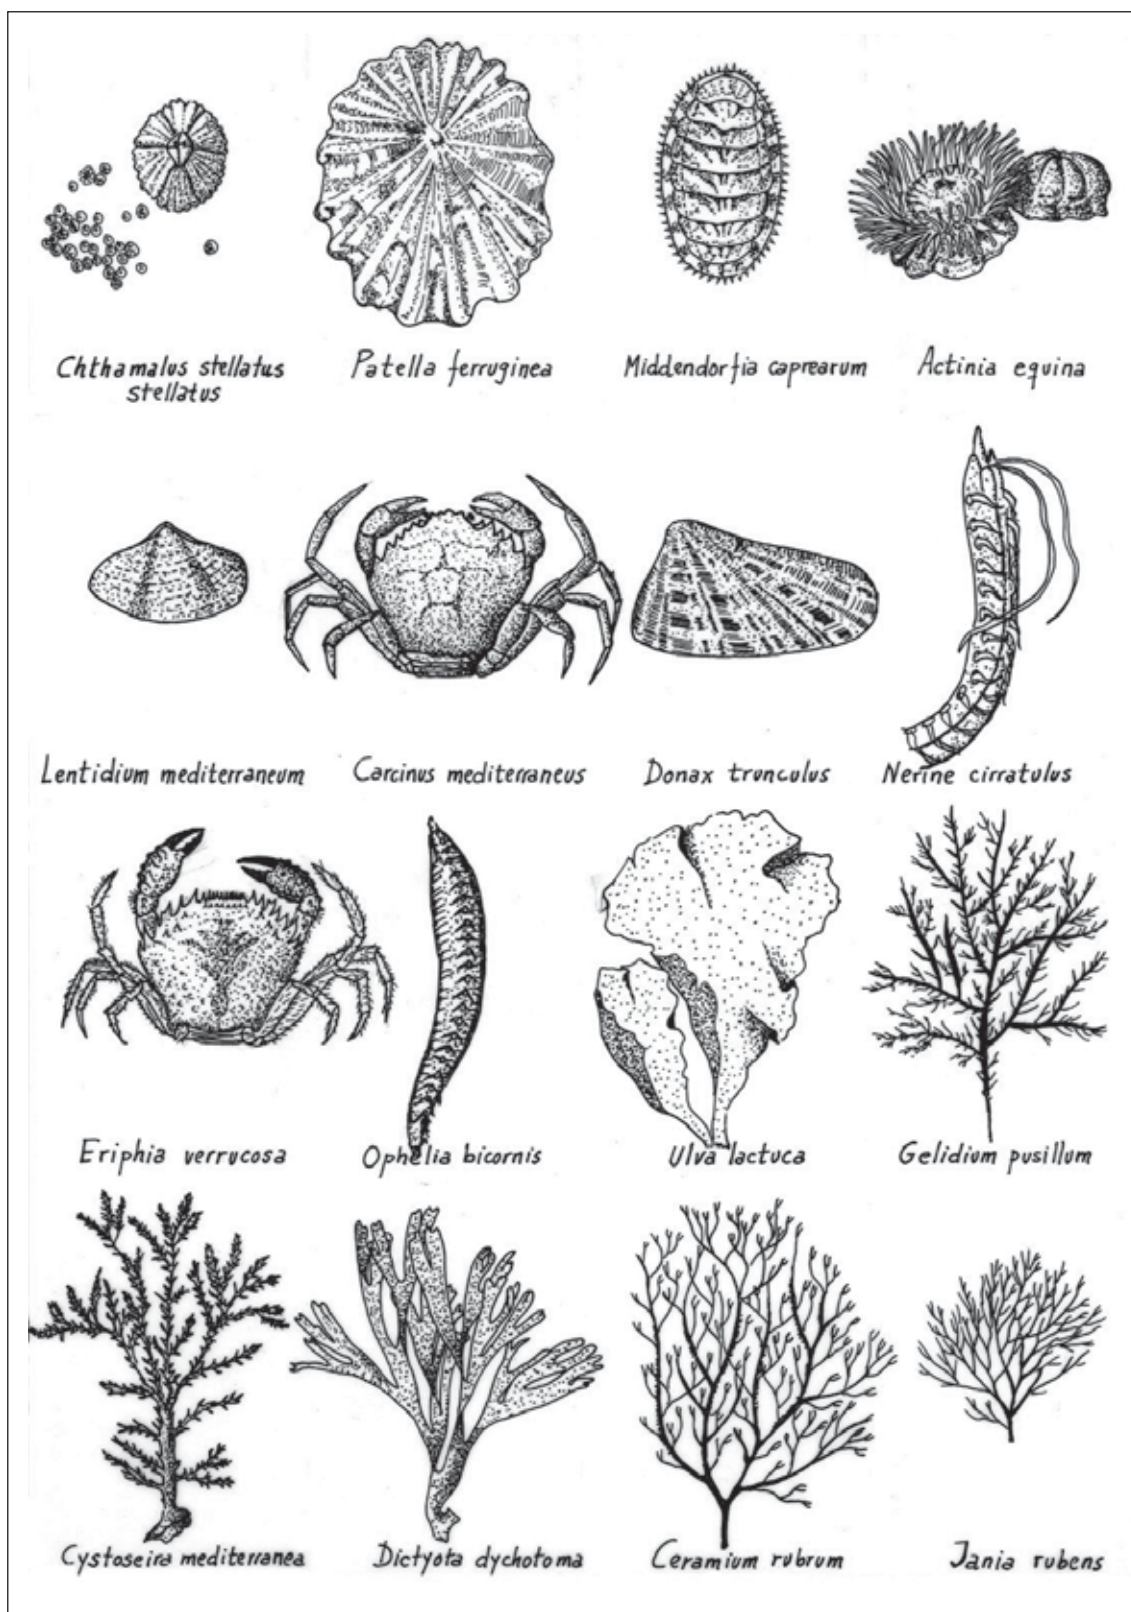 Chthamalus stellatus
stellatus
Patella ferruginea
Middendorfia caprearum
Actinia equina
Lentidium mediterraneum
Carcinus mediterraneus
Donax trunculus
Nerine cirratulus
Eriphia verrucosa
Ophelia bicornis
Ulva lactuca
Gelidium pusillum
Cystoseira mediterranea
Dictyota dychotoma
Ceramium rubrum
Jania rubens